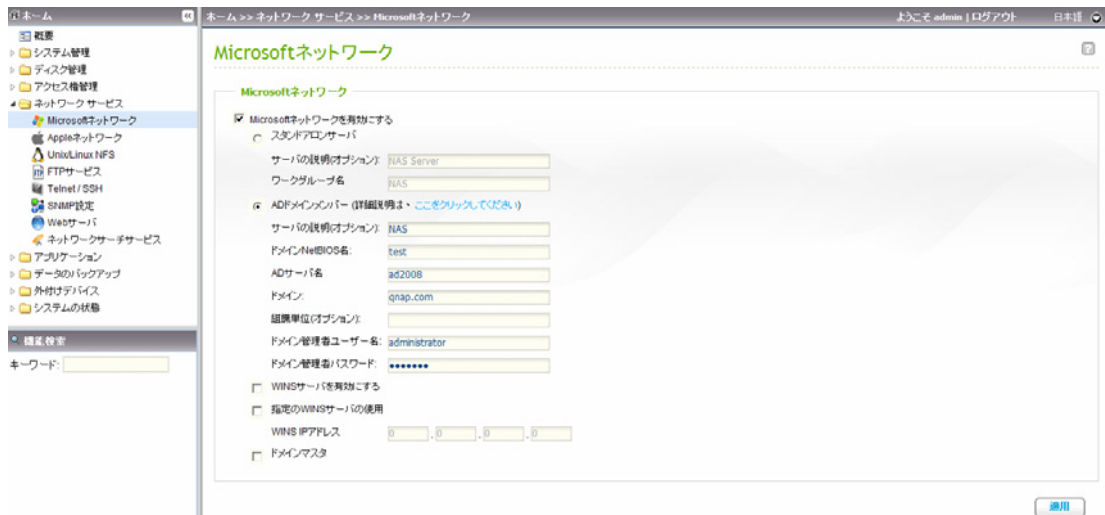 ホーム
ホーム >> ネットワーク サービス >> Microsoftネットワーク
ようこそ admin | ログアウト
日本語
概要
システム管理
ディスク管理
アクセス権管理
ネットワーク サービス
Microsoftネットワーク
Appleネットワーク
Unix/Linux NFS
FTPサービス
Telnet / SSH
SNMP設定
Webサーバ
ネットワークサーチサービス
アプリケーション
データのバックアップ
外付けデバイス
システムの状態
機能検索
キーワード:
Microsoftネットワーク
Microsoftネットワーク
Microsoftネットワークを有効にする
スタンドアロンサーバ
サーバの説明(オプション): NAS Server
ワークグループ名 NAS
ADドメインメンバー (詳細説明は、ここをクリックしてください)
サーバの説明(オプション): NAS
ドメインNetBIOS名: test
ADサーバ名 ad2008
ドメイン: qnap.com
組織単位(オプション):
ドメイン管理者ユーザー名: administrator
ドメイン管理者パスワード: •••••••
WINSサーバを有効にする
指定のWINSサーバの使用
WINS IPアドレス 0 . 0 . 0 . 0
ドメインマスタ
適用